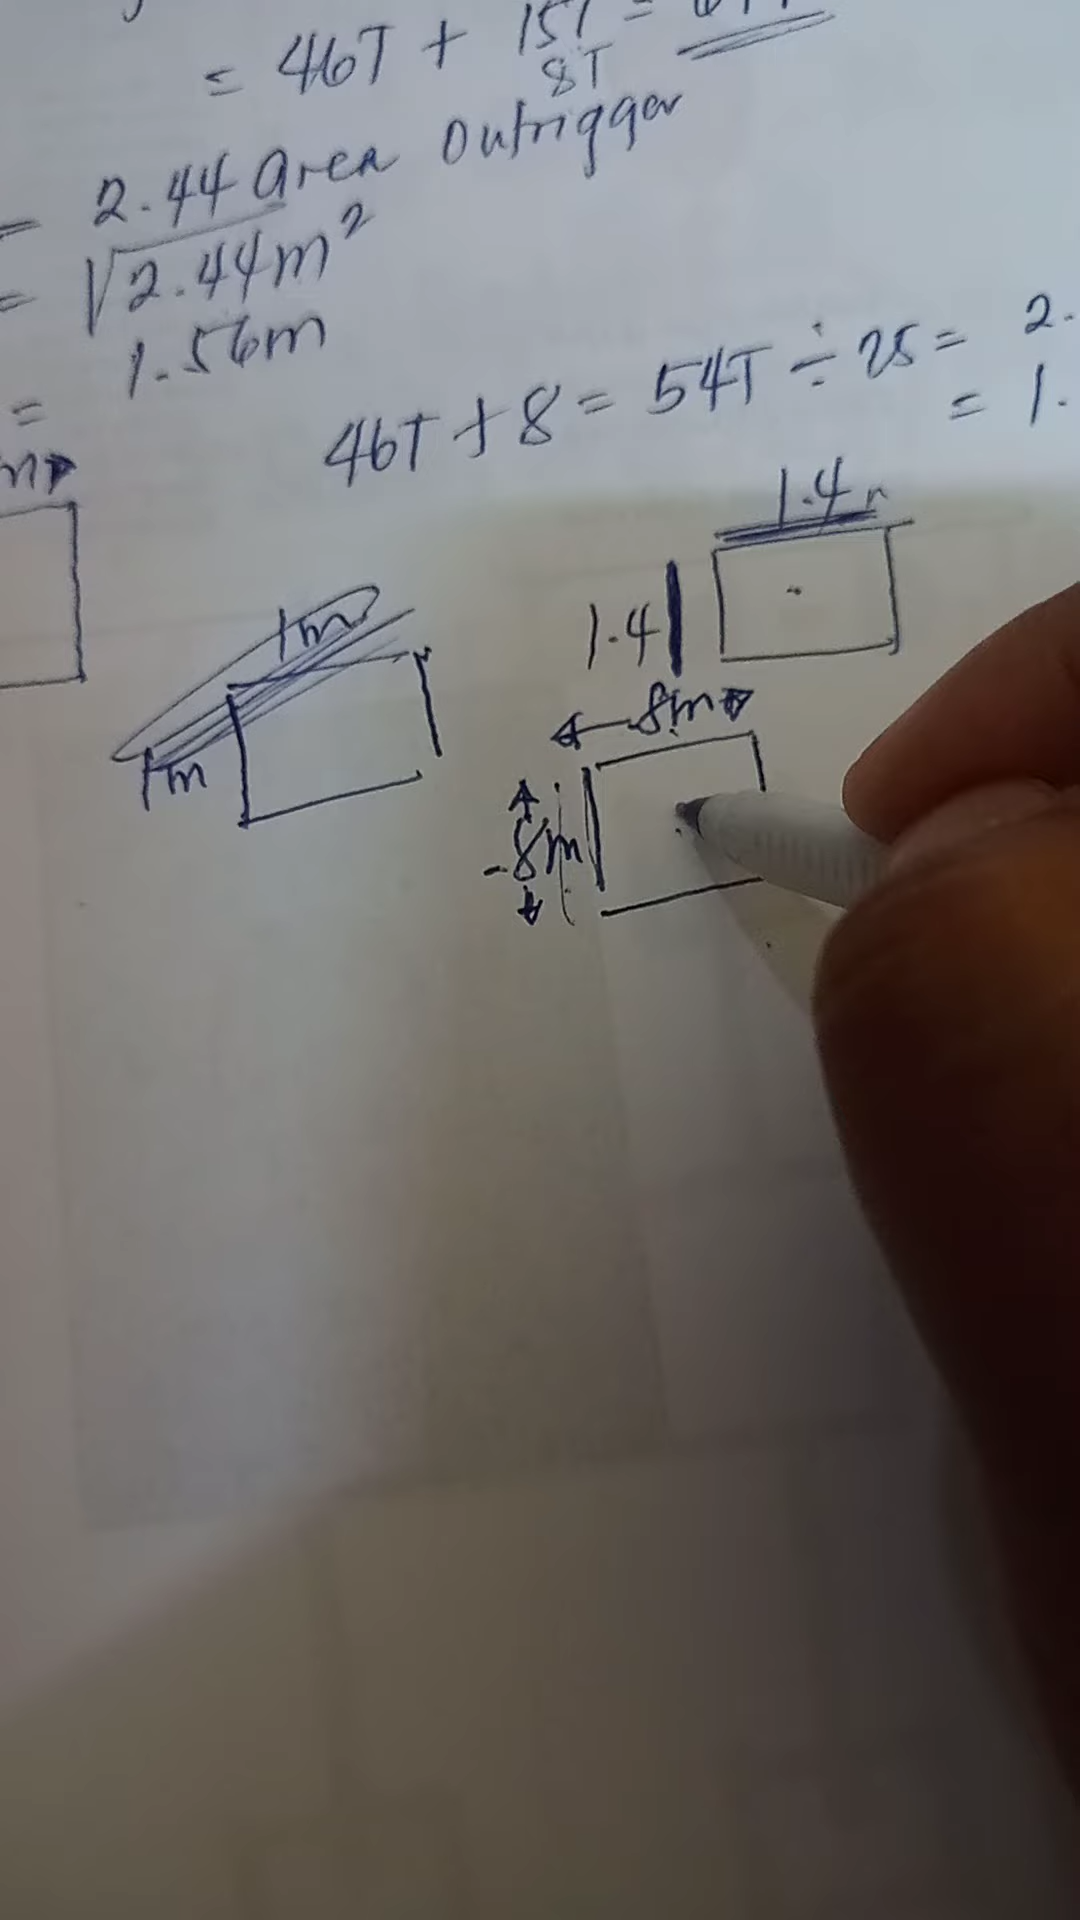 = 46T + 15T =
8T
= 2.44 area Outrigger
= √2.44m²
= 1.56m
46T + 8 = 54T ÷ 25 = 2.
= 1.
1.4
1.4
1m
1m
.8m
.8m